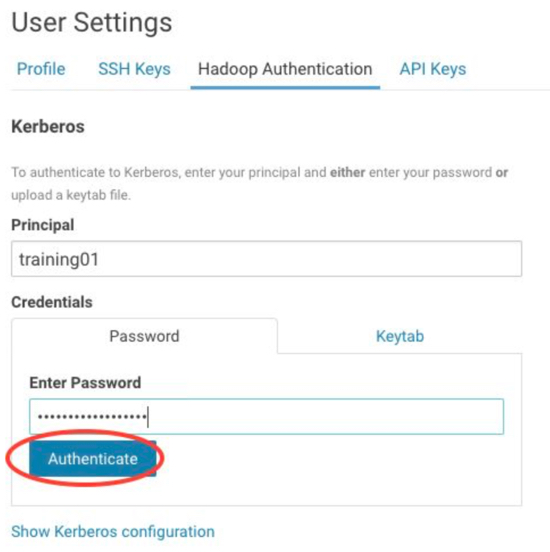 User Settings
Profile SSH Keys Hadoop Authentication API Keys
Kerberos
To authenticate to Kerberos, enter your principal and either enter your password or
upload a keytab file.
Principal
training01
Credentials
Password Keytab
Enter Password
••••••••••••••••••
Authenticate
Show Kerberos configuration